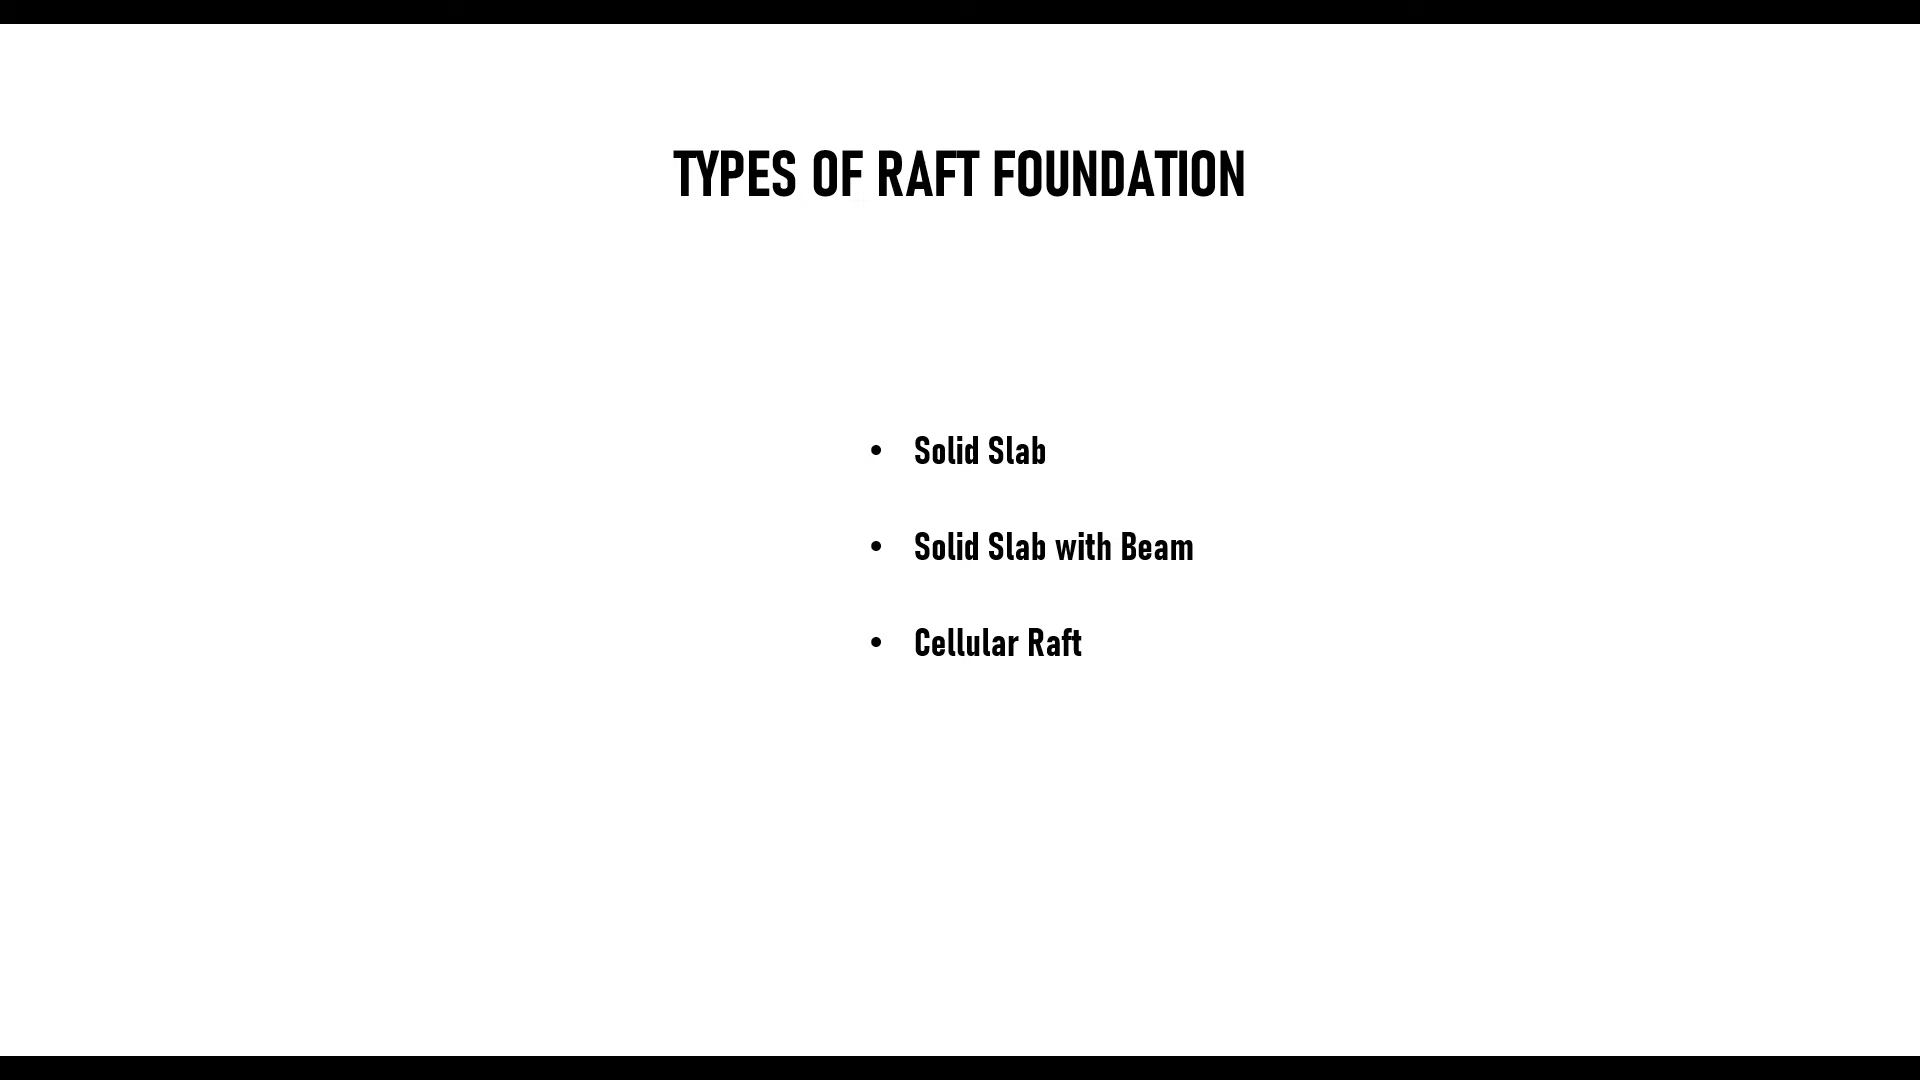 TYPES OF RAFT FOUNDATION
• Solid Slab
• Solid Slab with Beam
• Cellular Raft